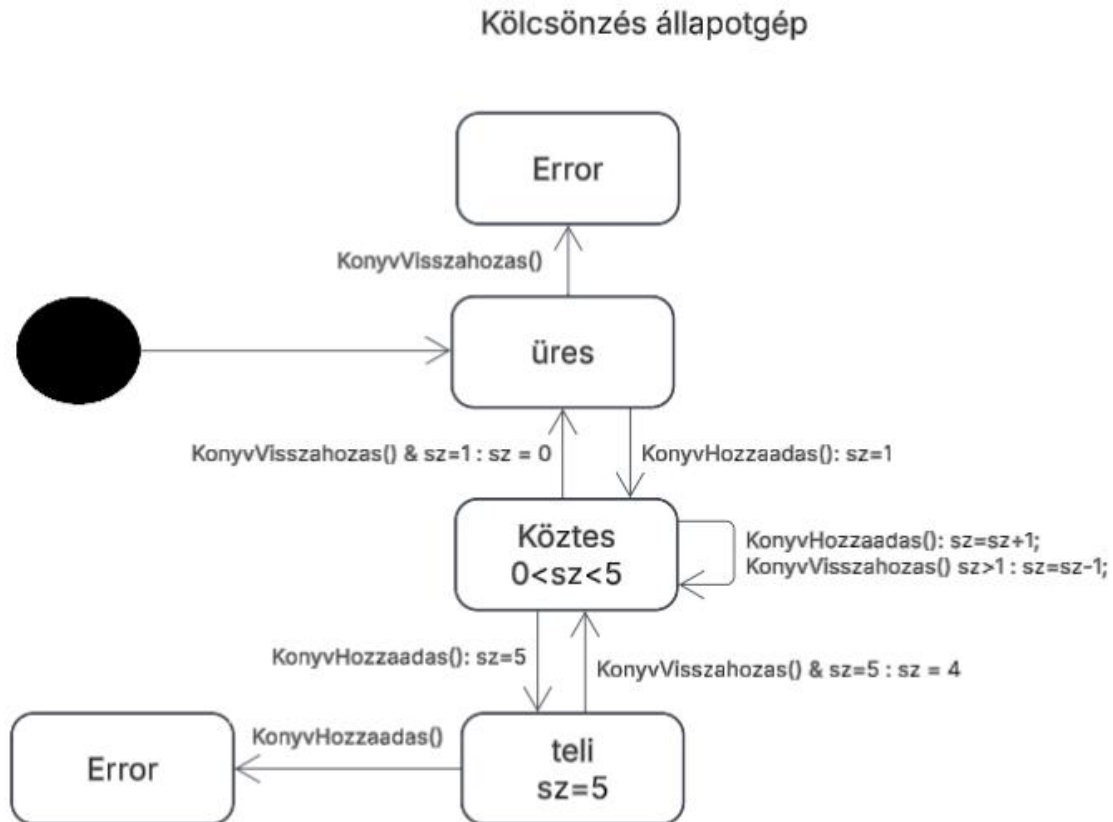 Kölcsönzés állapotgép
Error
KonyvVisszahozas()
üres
KonyvVisszahozas() & sz=1 : sz = 0
KonyvHozzaadas(): sz=1
Köztes
0<sz<5
KonyvHozzaadas(): sz=sz+1;
KonyvVisszahozas() sz>1 : sz=sz-1;
KonyvHozzaadas(): sz=5
KonyvVisszahozas() & sz=5 : sz = 4
KonyvHozzaadas()
Error
teli
sz=5